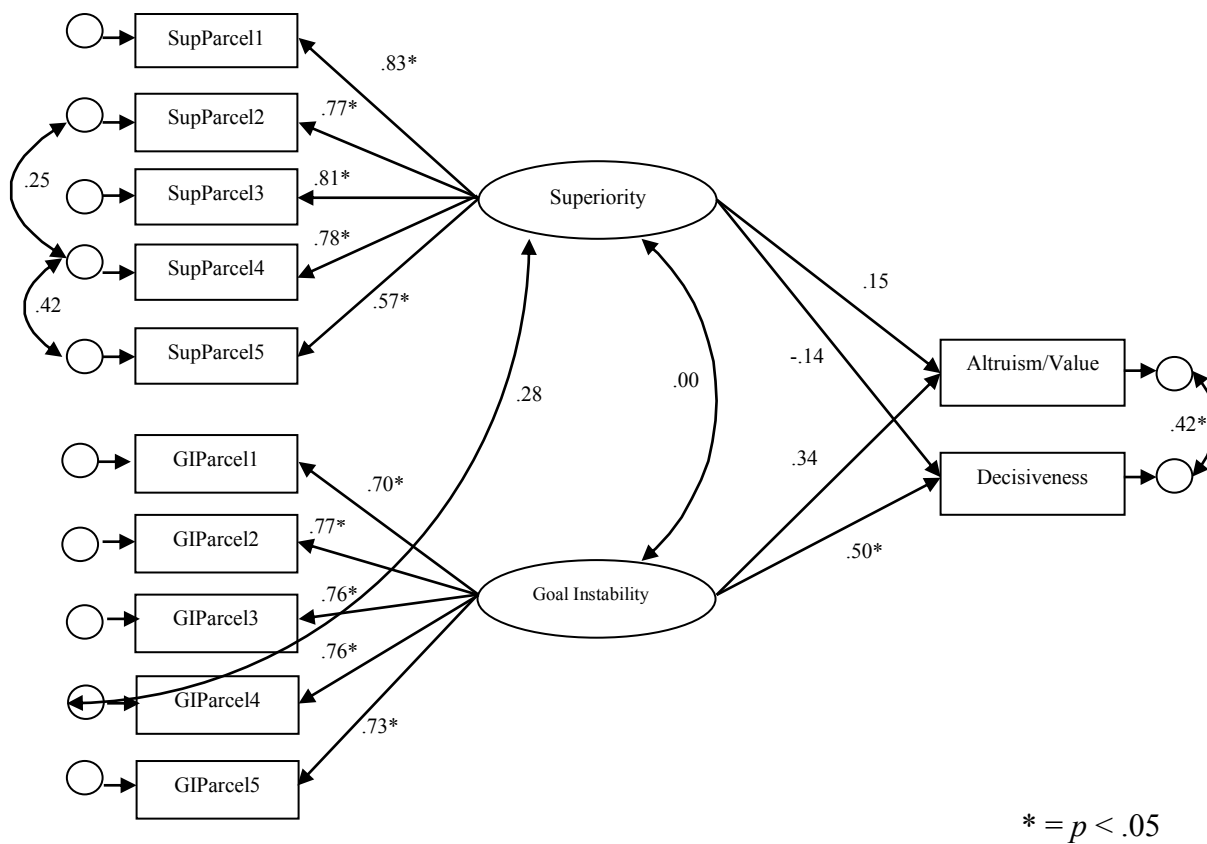 SupParcel1
.83*
SupParcel2
.77*
.25
SupParcel3
.81*
Superiority
SupParcel4
.78*
.42
SupParcel5
.57*
.15
-.14
Altruism/Value
.28
.00
.42*
GIParcel1
.70*
.34
Decisiveness
GIParcel2
.77*
.50*
GIParcel3
.76*
Goal Instability
GIParcel4
.76*
GIParcel5
.73*
* = p < .05